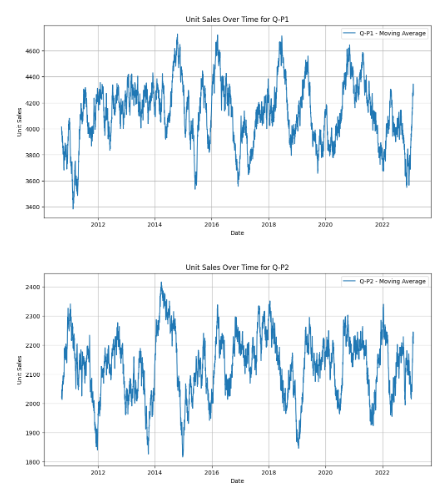 Unit Sales Over Time for Q-P1
Q-P1 - Moving Average
4600
4400
4200
4000
3800
3600
3400
Unit Sales
2012 2014 2016 2018 2020 2022
Date
Unit Sales Over Time for Q-P2
Q-P2 - Moving Average
2400
2300
2200
2100
2000
1900
1800
Unit Sales
2012 2014 2016 2018 2020 2022
Date